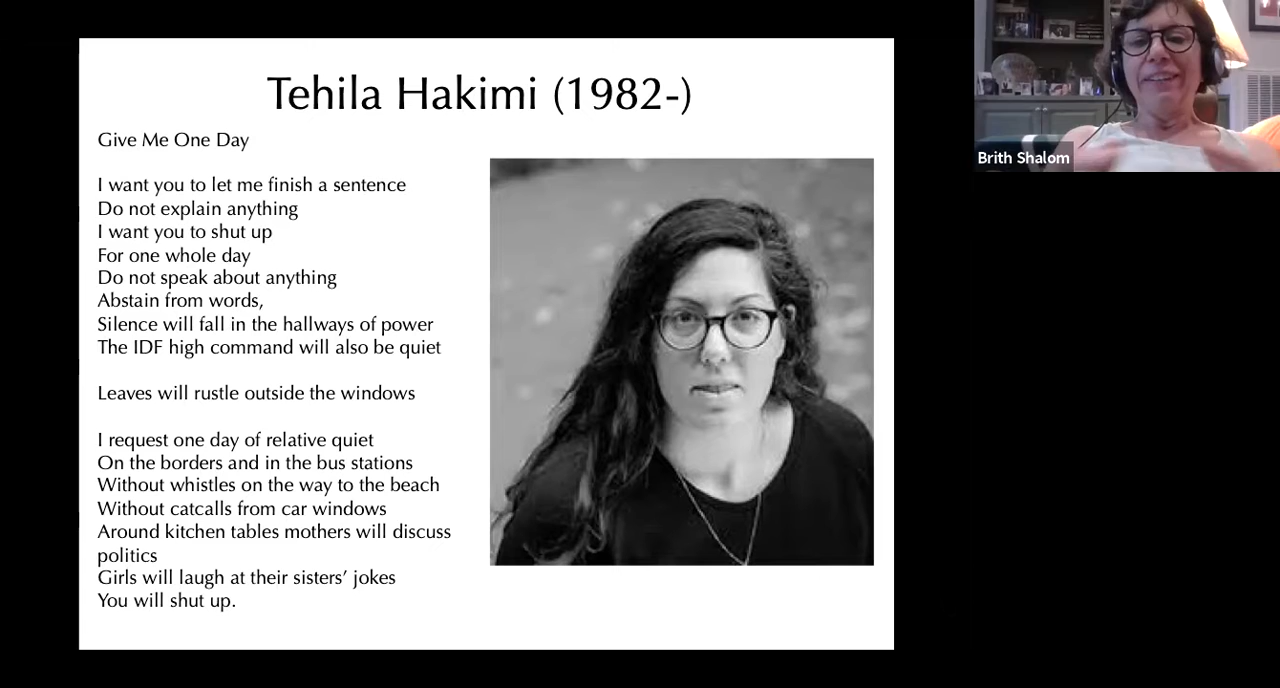 Tehila Hakimi (1982-)
Give Me One Day
I want you to let me finish a sentence
Do not explain anything
I want you to shut up
For one whole day
Do not speak about anything
Abstain from words,
Silence will fall in the hallways of power
The IDF high command will also be quiet
Leaves will rustle outside the windows
I request one day of relative quiet
On the borders and in the bus stations
Without whistles on the way to the beach
Without catcalls from car windows
Around kitchen tables mothers will discuss
politics
Girls will laugh at their sisters’ jokes
You will shut up.
Brith Shalom